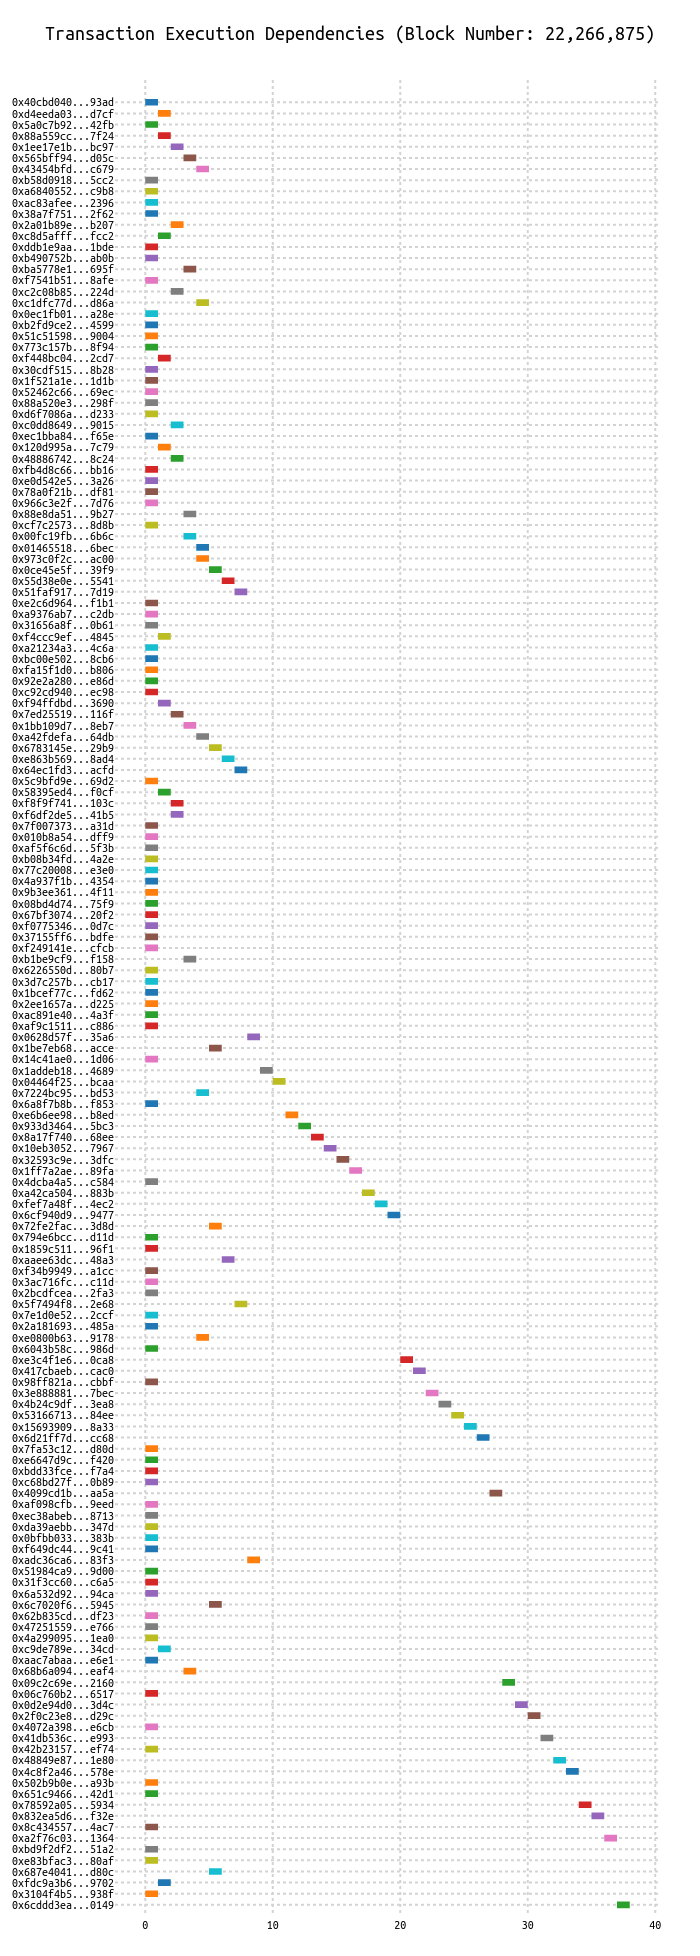 Transaction Execution Dependencies (Block Number: 22,266,875)
0x40cbd040...93ad
0xd4eeda03...d7cf
0x5a0c7b92...42fb
0x88a559cc...7f24
0x1ee17e1b...bc97
0x565bff94...d05c
0x43454bfd...c679
0xb58d0918...5cc2
0xa6840552...c9b8
0xac83afee...2396
0x38a7f751...2f62
0x2a01b89e...b207
0xc8d5afff...fcc2
0xddb1e9aa...1bde
0xb490752b...ab0b
0xba5778e1...695f
0xf7541b51...8afe
0xc2c08b85...224d
0xc1dfc77d...d86a
0x0ec1fb01...a28e
0xb2fd9ce2...4599
0x51c51598...9004
0x773c157b...8f94
0xf448bc04...2cd7
0x30cdf515...8b28
0x1f521a1e...1d1b
0x52462c66...69ec
0x88a520e3...298f
0xd6f7086a...d233
0xc0dd8649...9015
0xec1bba84...f65e
0x120d995a...7c79
0x48886742...8c24
0xfb4d8c66...bb16
0xe0d542e5...3a26
0x78a0f21b...df81
0x966c3e2f...7d76
0x88e8da51...9b27
0xcf7c2573...8d8b
0x00fc19fb...6b6c
0x01465518...6bec
0x973c0f2c...ac00
0x0ce45e5f...39f9
0x55d38e0e...5541
0x51faf917...7d19
0xe2c6d964...f1b1
0xa9376ab7...c2db
0x31656a8f...0b61
0xf4ccc9ef...4845
0xa21234a3...4c6a
0xbc00e502...8cb6
0xfa15f1d0...b806
0x92e2a280...e86d
0xc92cd940...ec98
0xf94ffdbd...3690
0x7ed25519...116f
0x1bb109d7...8eb7
0xa42fdefa...64db
0x6783145e...29b9
0xe863b569...8ad4
0x64ec1fd3...acfd
0x5c9bfd9e...69d2
0x58395ed4...f0cf
0xf8f9f741...103c
0xf6df2de5...41b5
0x7f007373...a31d
0x010b8a54...dff9
0xaf5f6c6d...5f3b
0xb08b34fd...4a2e
0x77c20008...e3e0
0x4a937f1b...4354
0x9b3ee361...4f11
0x08bd4d74...75f9
0x67bf3074...20f2
0xf0775346...0d7c
0x37155ff6...bdfe
0xf249141e...cfcb
0xb1be9cf9...f158
0x6226550d...80b7
0x3d7c257b...cb17
0x1bcef77c...fd62
0x2ee1657a...d225
0xac891e40...4a3f
0xaf9c1511...c886
0x0628d57f...35a6
0x1be7eb68...acce
0x14c41ae0...1d06
0x1addeb18...4689
0x04464f25...bcaa
0x7224bc95...bd53
0x6a8f7b8b...f853
0xe6b6ee98...b8ed
0x933d3464...5bc3
0x8a17f740...68ee
0x10eb3052...7967
0x32593c9e...3dfc
0x1ff7a2ae...89fa
0x4dcba4a5...c584
0xa42ca504...883b
0xfef7a48f...4ec2
0x6cf940d9...9477
0x72fe2fac...3d8d
0x794e6bcc...d11d
0x1859c511...96f1
0xaaee63dc...48a3
0xf34b9949...a1cc
0x3ac716fc...c11d
0x2bcdfcea...2fa3
0x5f7494f8...2e68
0x7e1d0e52...2ccf
0x2a181693...485a
0xe0800b63...9178
0x6043b58c...986d
0xe3c4f1e6...0ca8
0x417cbaeb...cac0
0x98ff821a...cbbf
0x3e888881...7bec
0x4b24c9df...3ea8
0x53166713...84ee
0x15693909...8a33
0x6d21ff7d...cc68
0x7fa53c12...d80d
0xe6647d9c...f420
0xbdd33fce...f7a4
0xc68bd27f...0b89
0x4099cd1b...aa5a
0xaf098cfb...9eed
0xec38abeb...8713
0xda39aebb...347d
0x0bfbb033...383b
0xf649dc44...9c41
0xadc36ca6...83f3
0x51984ca9...9d00
0x31f3cc60...c6a5
0x6a532d92...94ca
0x6c7020f6...5945
0x62b835cd...df23
0x47251559...e766
0x4a299095...1ea0
0xc9de789e...34cd
0xaac7abaa...e6e1
0x68b6a094...eaf4
0x09c2c69e...2160
0x06c760b2...6517
0x0d2e94d0...3d4c
0x2f0c23e8...d29c
0x4072a398...e6cb
0x41db536c...e993
0x42b23157...ef74
0x48849e87...1e80
0x4c8f2a46...578e
0x502b9b0e...a93b
0x651c9466...42d1
0x78592a05...5934
0x832ea5d6...f32e
0x8c434557...4ac7
0xa2f76c03...1364
0xbd9f2df2...51a2
0xe83bfac3...80af
0x687e4041...d80c
0xfdc9a3b6...9702
0x3104f4b5...938f
0x6cddd3ea...0149
0 10 20 30 40